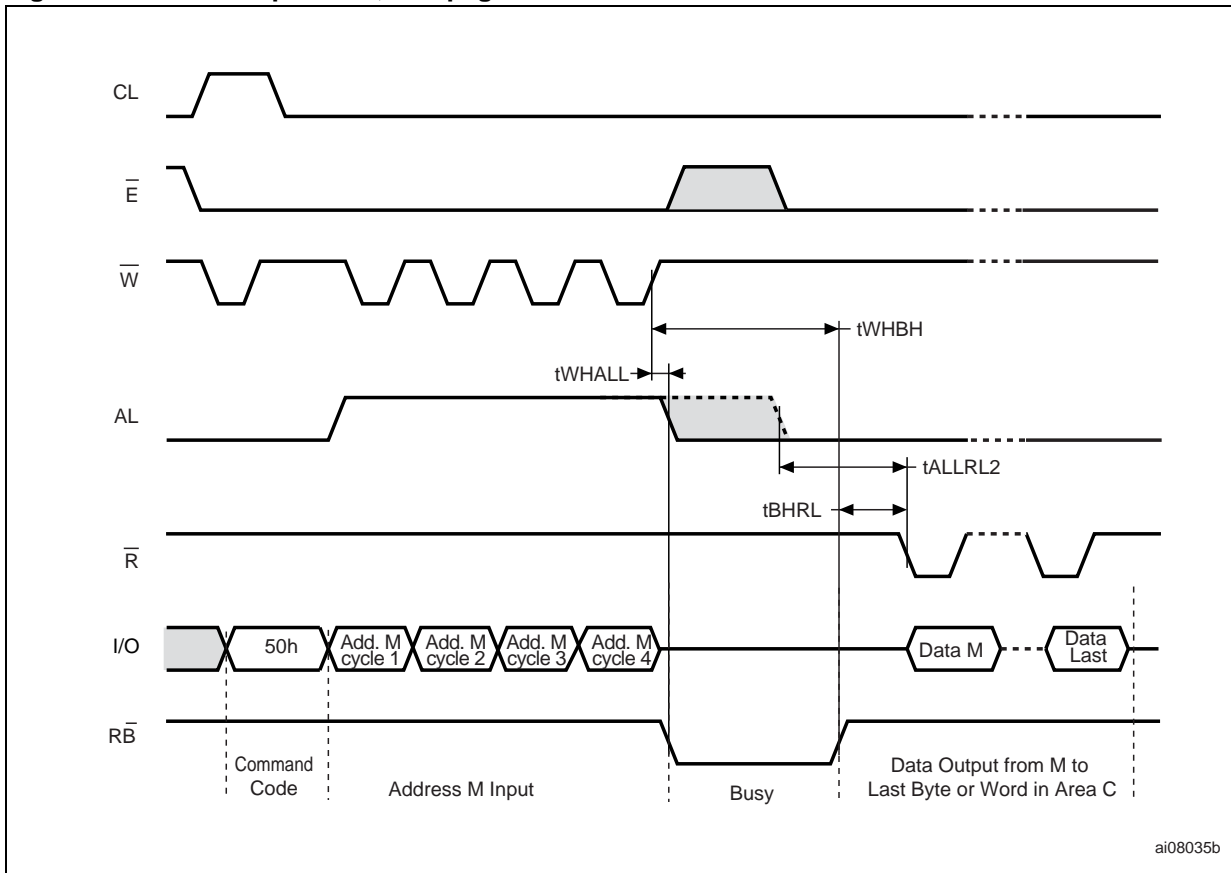 CL
E
W
tWHBH
tWHALL
AL
tALLRL2
tBHRL
R
I/O
50h
Add. M
cycle 1
Add. M
cycle 2
Add. M
cycle 3
Add. M
cycle 4
Data M
Data
Last
RB
Command
Code
Address M Input
Busy
Data Output from M to
Last Byte or Word in Area C
ai08035b